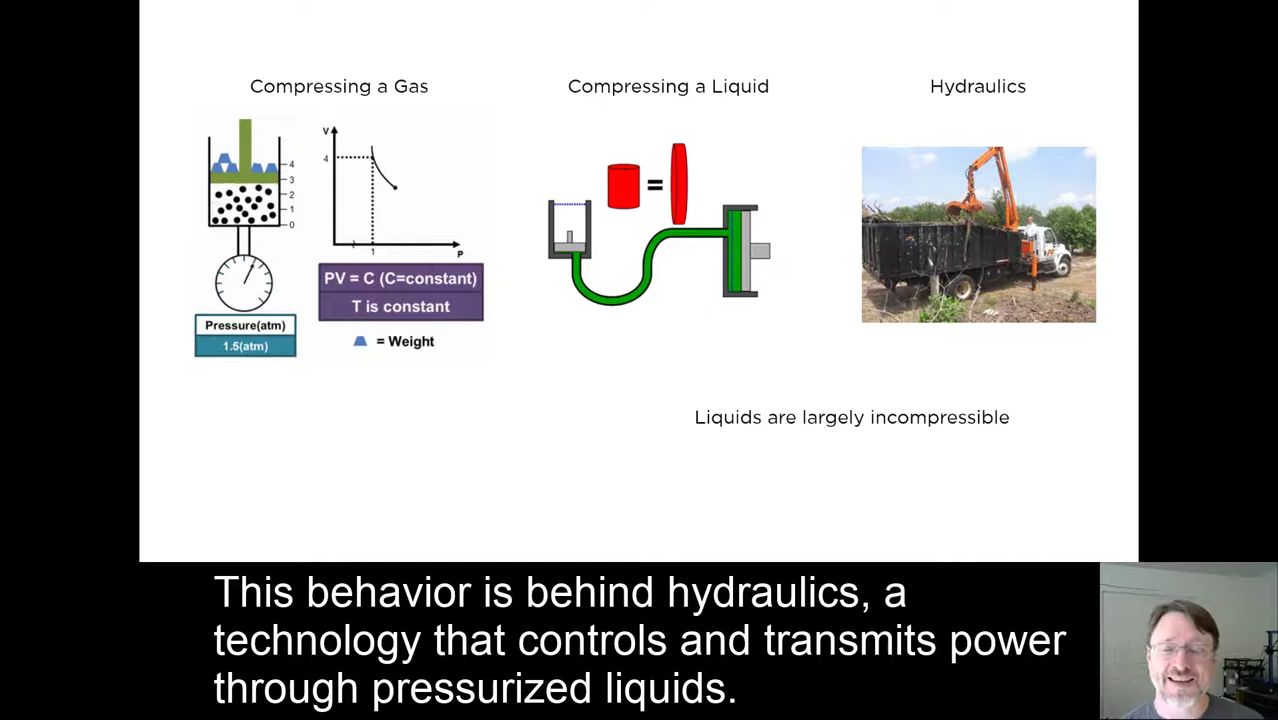 Compressing a Gas
Compressing a Liquid
Hydraulics
V
4
1
P
4
3
2
1
0
PV = C (C=constant)
T is constant
Pressure(atm)
1.5(atm)
= Weight
=
Liquids are largely incompressible
This behavior is behind hydraulics, a
technology that controls and transmits power
through pressurized liquids.